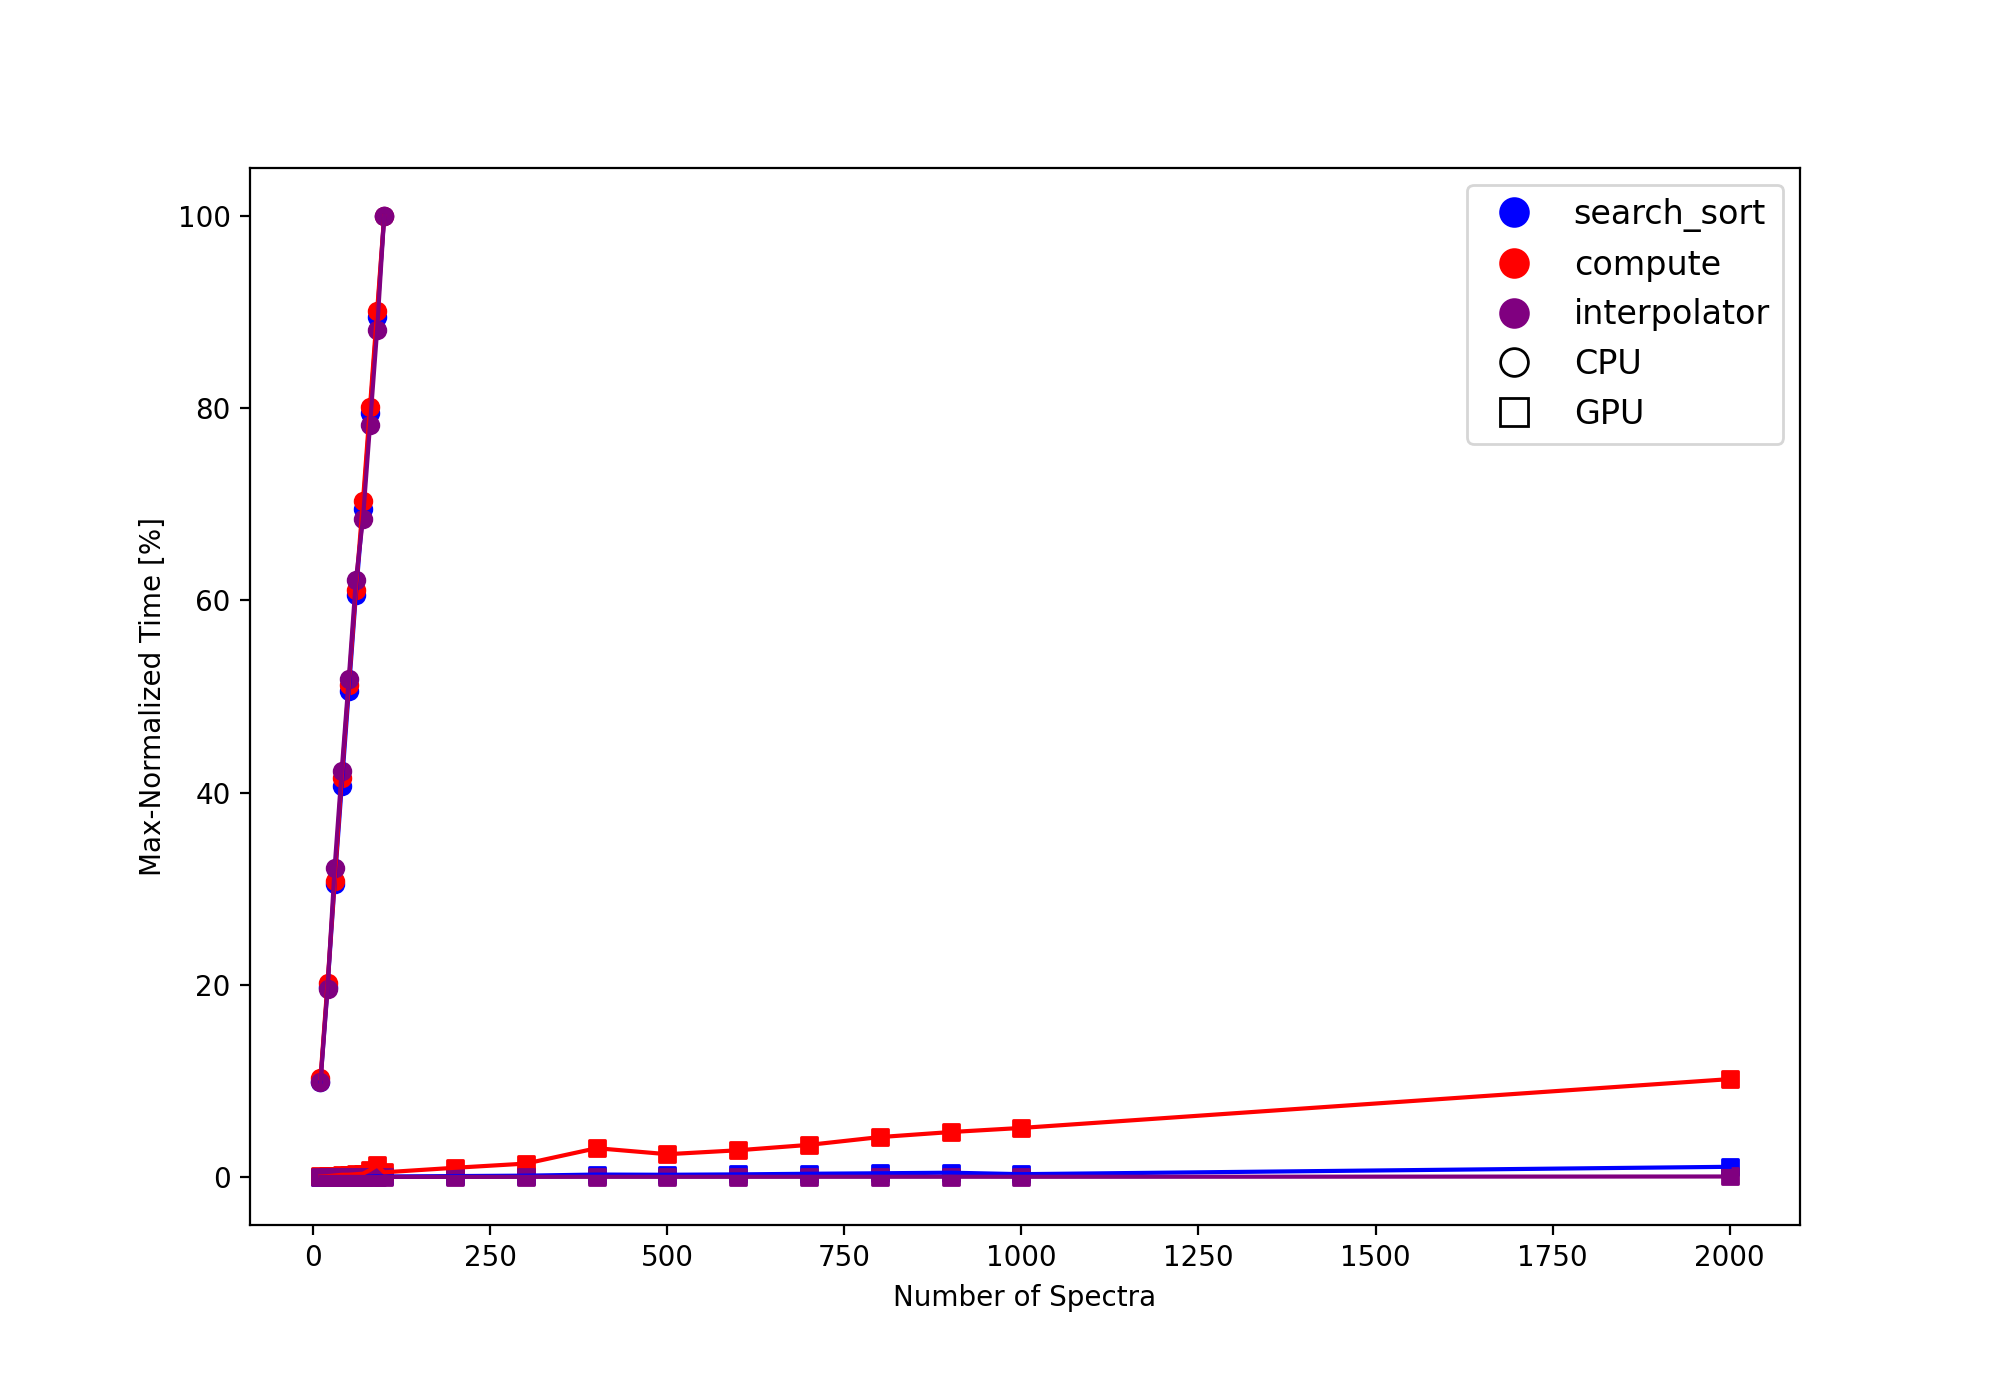 search_sort
compute
interpolator
CPU
GPU
100
80
60
40
20
0
Max-Normalized Time [%]
0 250 500 750 1000 1250 1500 1750 2000
Number of Spectra